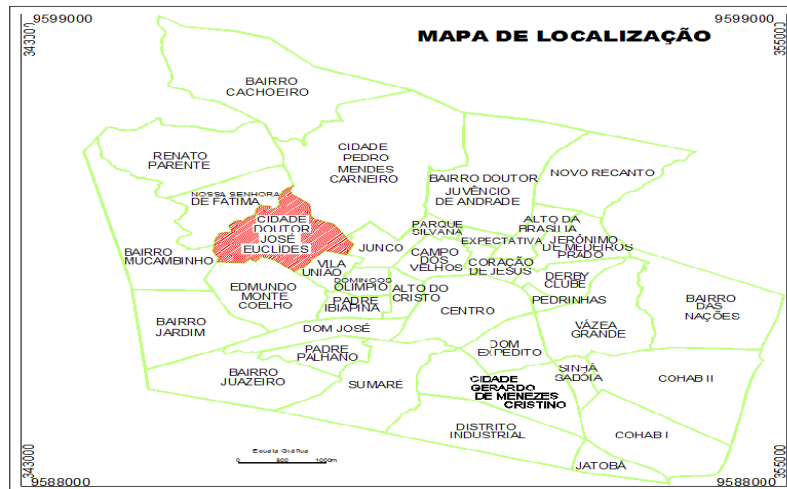 9599000
9599000
343000
355000
MAPA DE LOCALIZAÇÃO
BAIRRO
CACHOEIRO
CIDADE
PEDRO
MENDES
CARNEIRO
RENATO
PARENTE
BAIRRO DOUTOR
JUVÊNCIO
DE ANDRADE
NOVO RECANTO
NOSSA SENHORA
DE FÁTIMA
CIDADE
DOUTOR
JOSÉ
EUCLÍDES
PARQUE
SILVANA
ALTO DA
BRASÍLIA
EXPECTATIVA
JERÔNIMO
DE MEDEIROS
PRADO
JUNCO
CAMPO
DOS
VELHOS
CORAÇÃO
DE JESUS
BAIRRO
MUCAMBINHO
VILA
UNIÃO
DOMINGOS
OLÍMPIO
ALTO DO
CRISTO
DERBY
CLUBE
EDMUNDO
MONTE
COELHO
PADRE
IBIAPINA
CENTRO
PEDRINHAS
BAIRRO
DAS
NAÇÕES
BAIRRO
JARDIM
DOM JOSÉ
VÁZEA
GRANDE
PADRE
PALHANO
DOM
EXPEDITO
BAIRRO
JUAZEIRO
SUMARÉ
SINHÁ
SADÓIA
COHAB II
CIDADE
GERARDO
DE MENEZES
CRISTINO
DISTRITO
INDUSTRIAL
COHAB I
JATOBÁ
Escala Gráfica
0 500 1000m
343000
355000
9588000
9588000